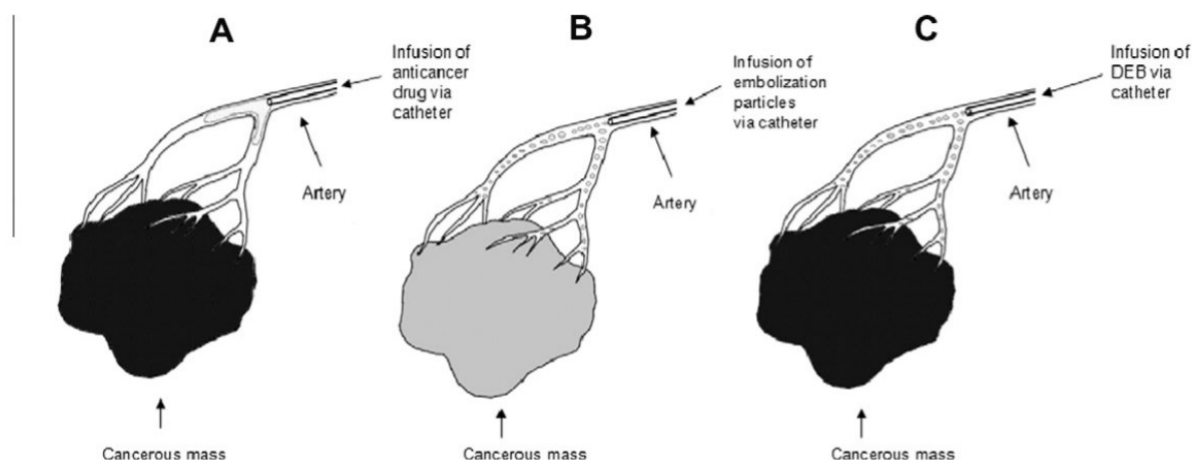 A
Infusion of
anticancer
drug via
catheter
Artery
Cancerous mass
B
Infusion of
embolization
particles
via catheter
Artery
Cancerous mass
C
Infusion of
DEB via
catheter
Artery
Cancerous mass